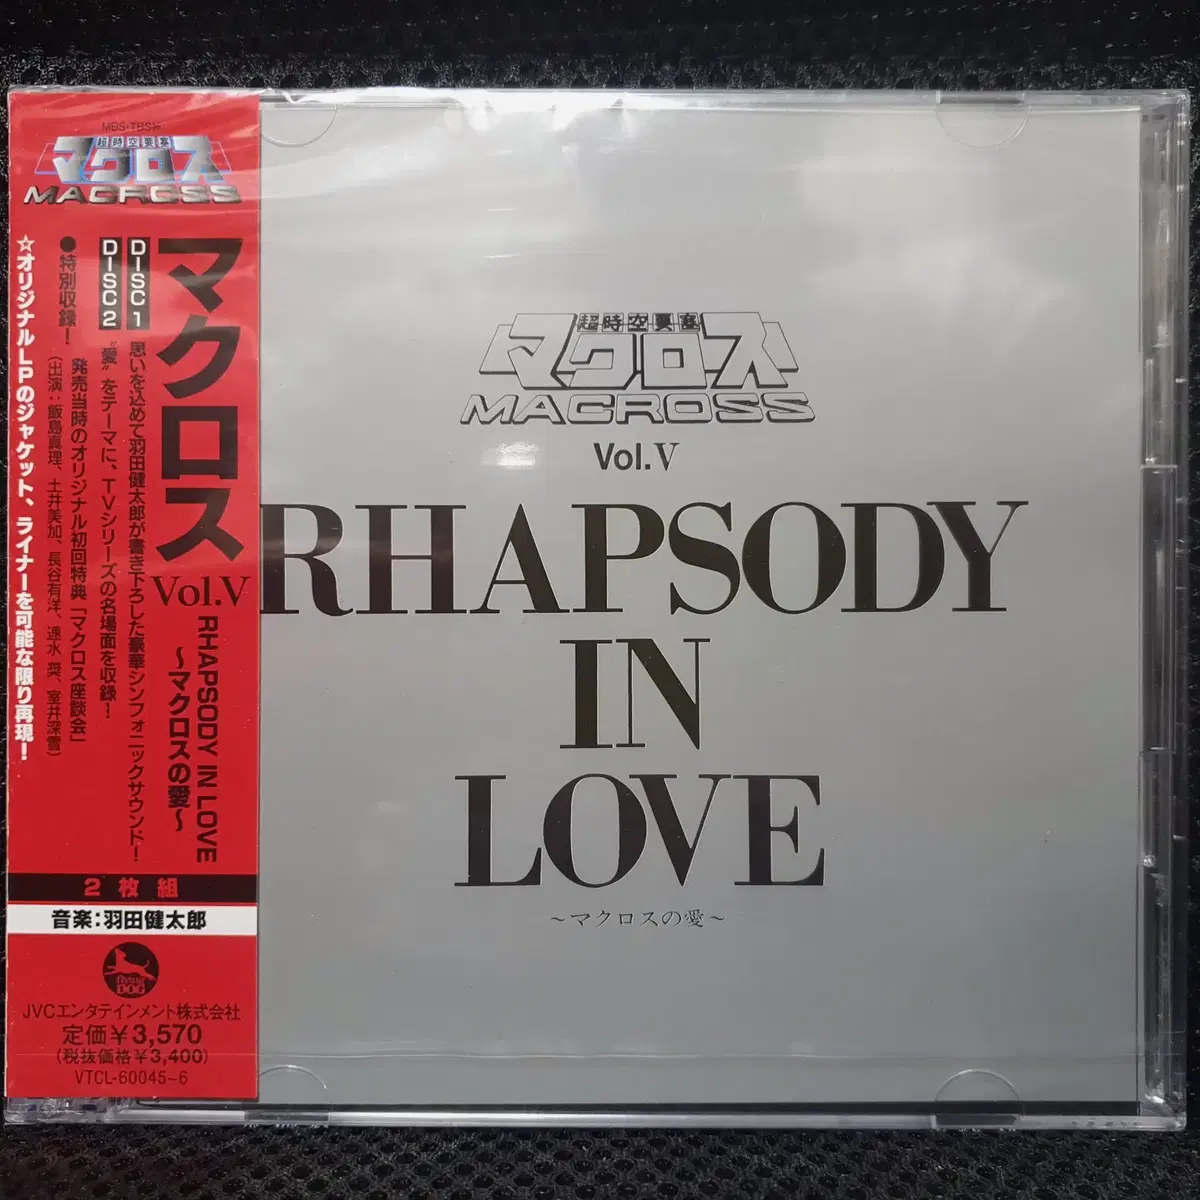 MBS・TBS系
超時空要塞
マクロス
MACROSS
マクロス
Vol.V
RHAPSODY IN LOVE
〜マクロスの愛〜
DISC 1
思いを込めて羽田健太郎が書き下ろした豪華シンフォニックサウンド!
DISC 2
“愛”をテーマに、TVシリーズの名場面を収録!
●特別収録!
発売当時のオリジナル初回特典「マクロス座談会」
(出演:飯島真理、土井美加、長谷有洋、速水 奨、室井深雪)
☆オリジナルLPのジャケット、ライナーを可能な限り再現!
2枚組
音楽:羽田健太郎
flying DOG
JVCエンタテインメント株式会社
定価¥3,570
(税抜価格¥3,400)
VTCL-60045~6
超時空要塞
マクロス
MACROSS
Vol.V
RHAPSODY
IN
LOVE
〜マクロスの愛〜